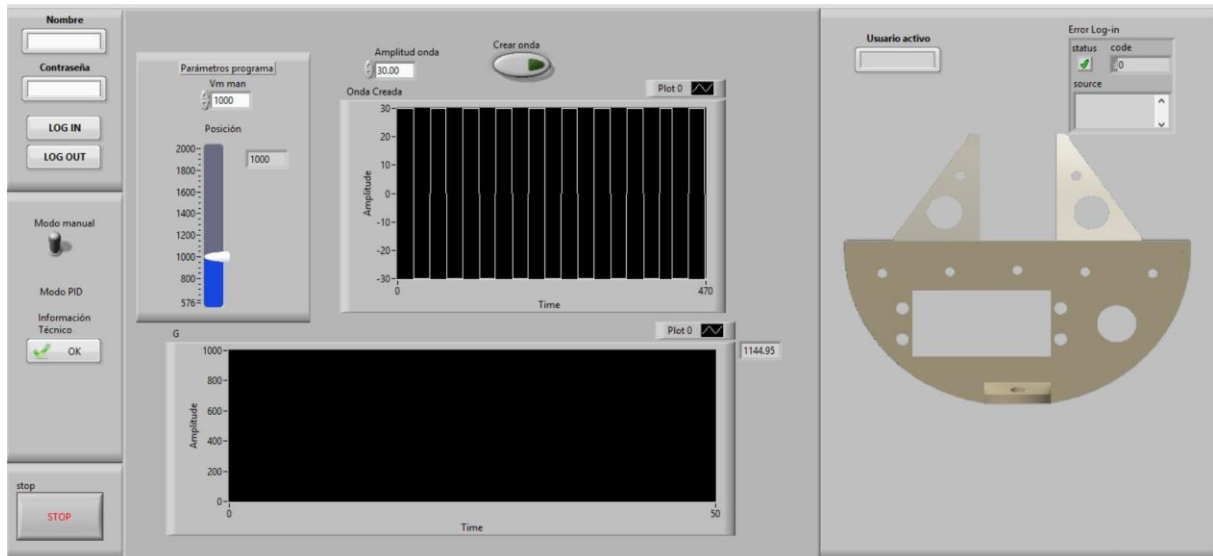 Nombre
Contraseña
LOG IN
LOG OUT
Modo manual
Modo PID
Información
Técnico
OK
stop
STOP
Parámetros programa
Vm man
1000
Posición
1000
2000
1800
1600
1400
1200
1000
800
576
Amplitud onda
30.00
Crear onda
Onda Creada
Plot 0
30
20
10
0
-10
-20
-30
Amplitude
0
470
Time
G
Plot 0
1144.95
1000
800
600
400
200
0
Amplitude
0
50
Time
Usuario activo
Error Log-in
status code
0
source